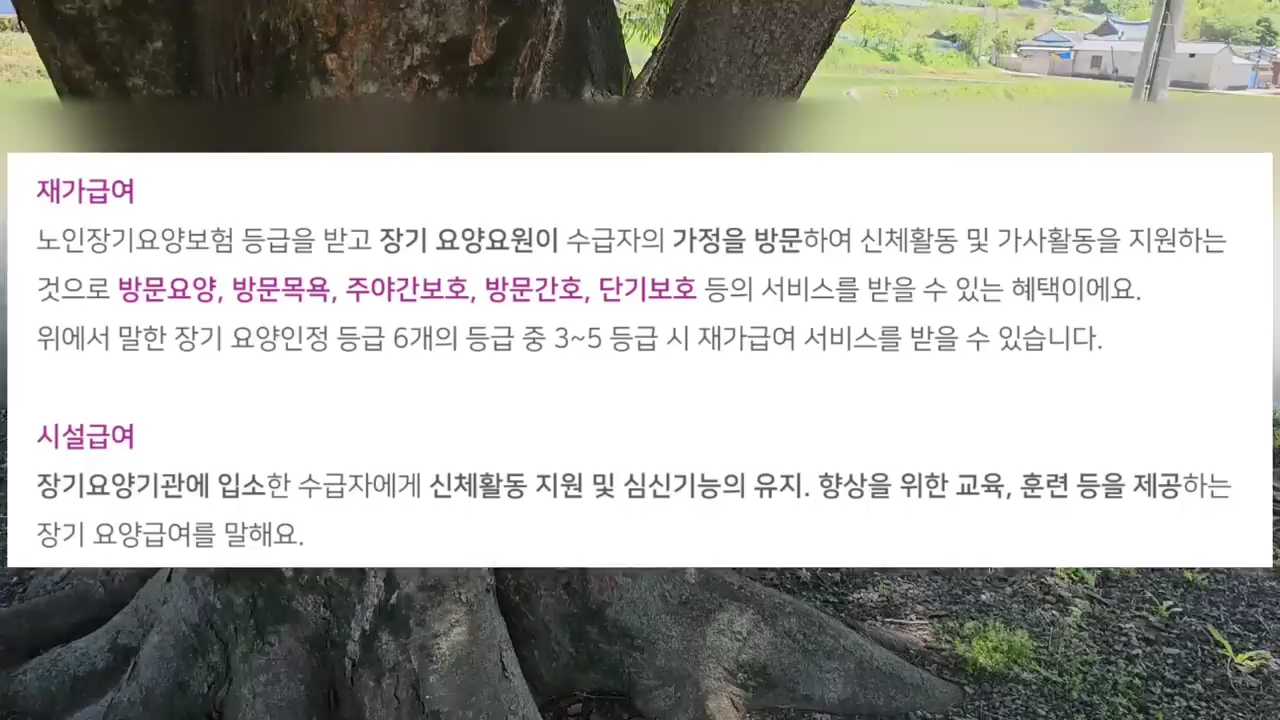 재가급여
노인장기요양보험 등급을 받고 장기 요양요원이 수급자의 가정을 방문하여 신체활동 및 가사활동을 지원하는
것으로 방문요양, 방문목욕, 주야간보호, 방문간호, 단기보호 등의 서비스를 받을 수 있는 혜택이에요.
위에서 말한 장기 요양인정 등급 6개의 등급 중 3~5 등급 시 재가급여 서비스를 받을 수 있습니다.
시설급여
장기요양기관에 입소한 수급자에게 신체활동 지원 및 심신기능의 유지. 향상을 위한 교육, 훈련 등을 제공하는
장기 요양급여를 말해요.